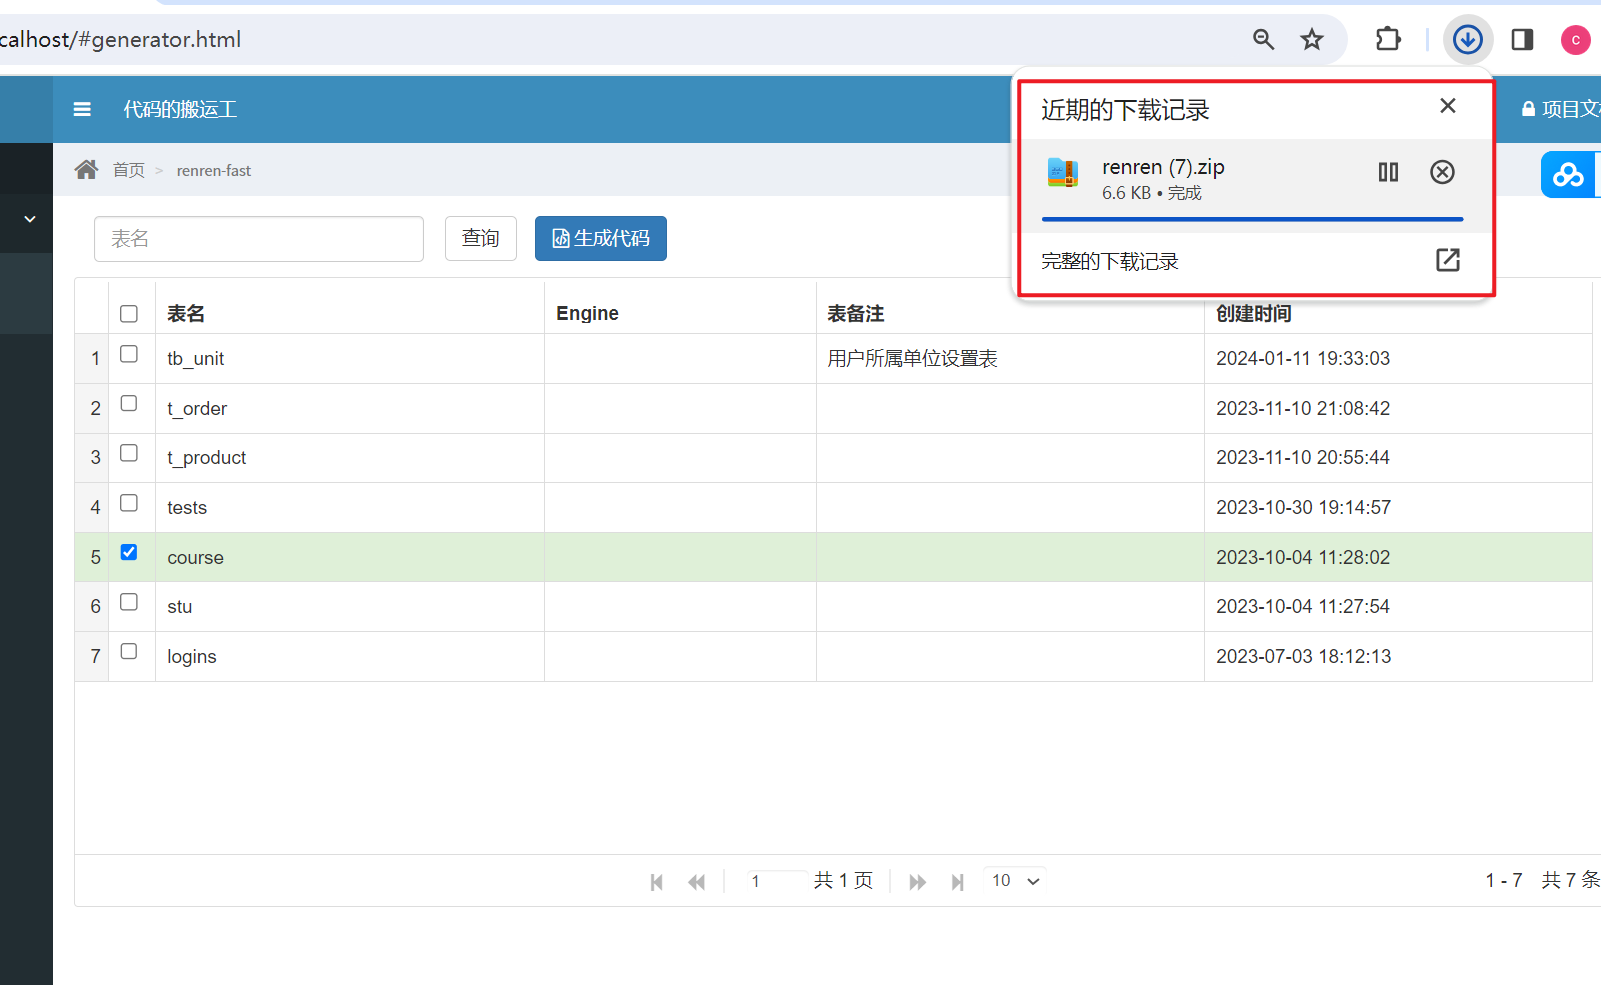 calhost/#generator.html
C
代码的搬运工
项目文
近期的下载记录
renren (7).zip
6.6 KB • 完成
完整的下载记录
首页 > renren-fast
表名
查询
生成代码
表名 Engine 表备注 创建时间
1 tb_unit 用户所属单位设置表 2024-01-11 19:33:03
2 t_order 2023-11-10 21:08:42
3 t_product 2023-11-10 20:55:44
4 tests 2023-10-30 19:14:57
5 course 2023-10-04 11:28:02
6 stu 2023-10-04 11:27:54
7 logins 2023-07-03 18:12:13
1 共 1 页 10 1 - 7 共 7 条